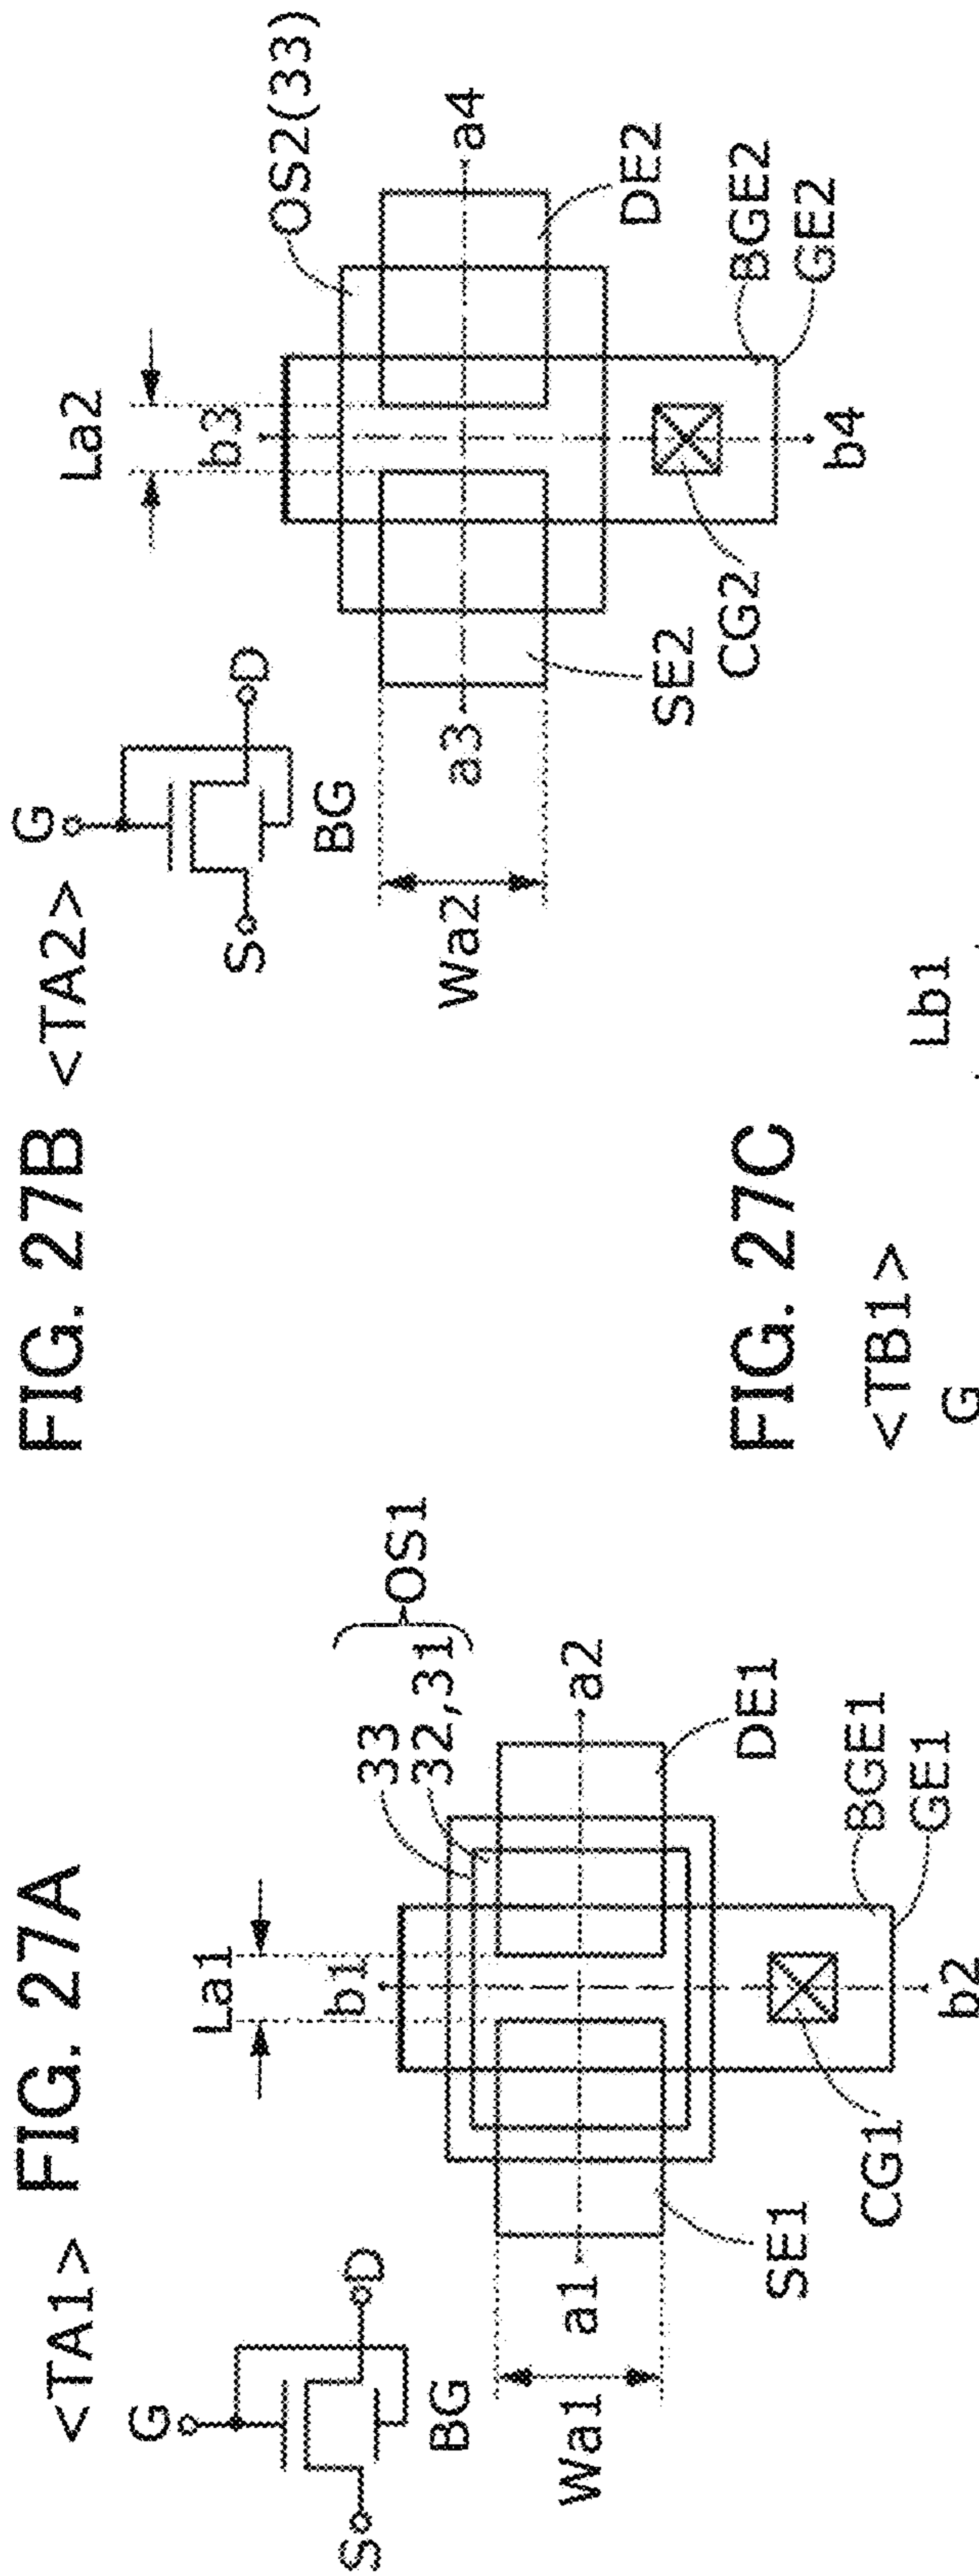 <TA1> FIG. 27A
G
S
D
BG
La1
b1
33
32,31
OS1
a1
a2
Wa1
SE1
DE1
CG1
BGE1
GE1
b2
FIG. 27B <TA2>
G
S
D
BG
La2
b3
OS2(33)
a3
a4
Wa2
SE2
DE2
CG2
BGE2
GE2
b4
FIG. 27C
<TB1>
G
Lb1